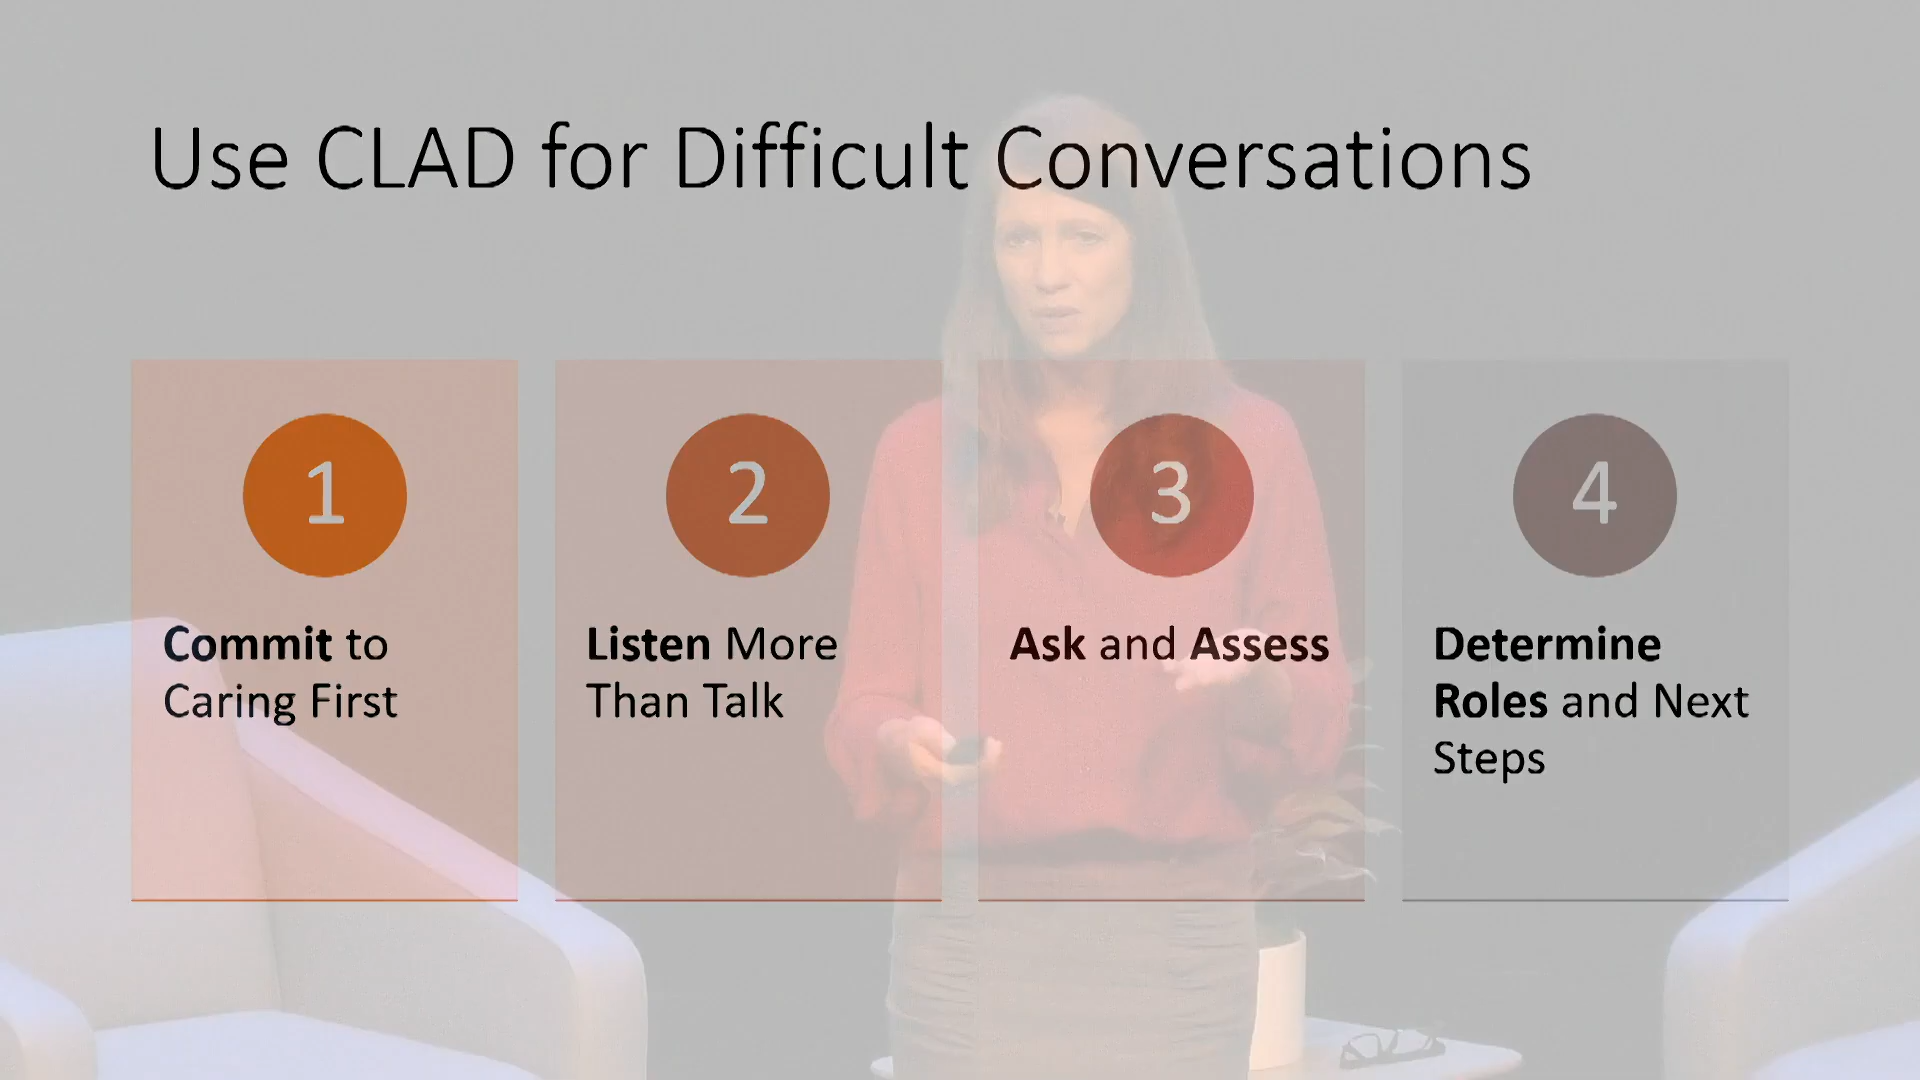 Use CLAD for Difficult Conversations
1
Commit to
Caring First
2
Listen More
Than Talk
3
Ask and Assess
4
Determine
Roles and Next
Steps